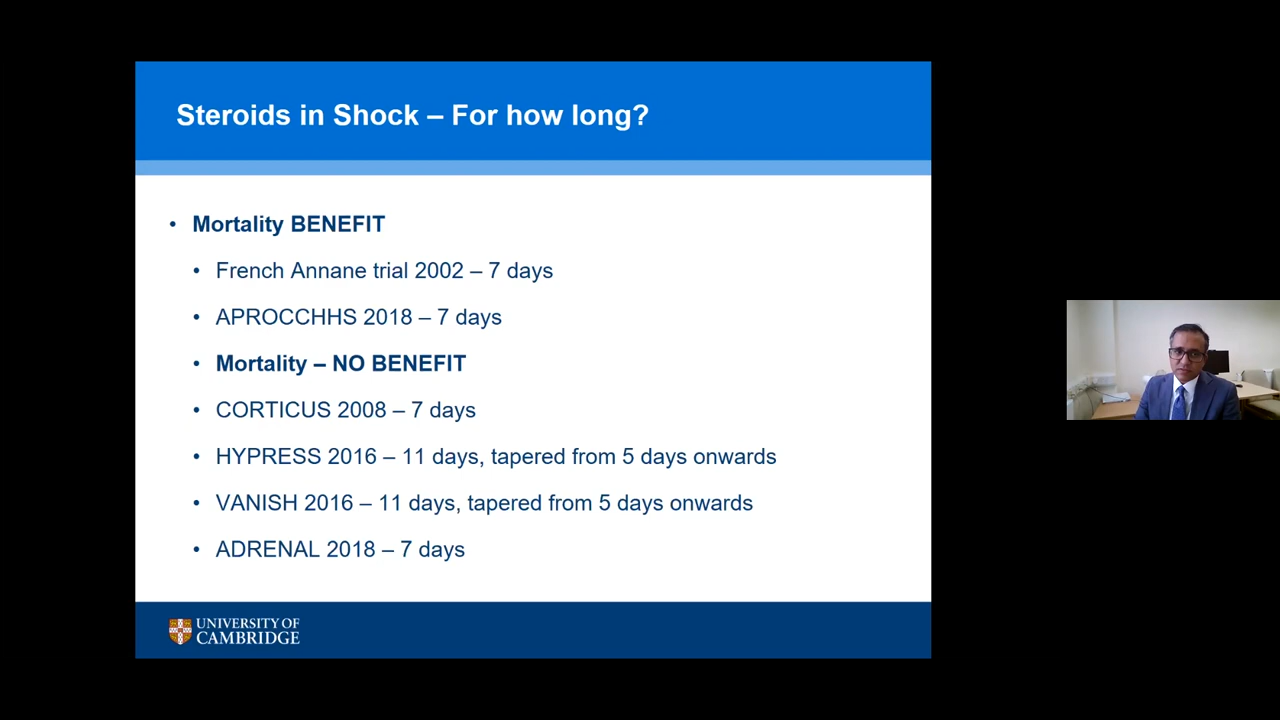 Steroids in Shock – For how long?
• Mortality BENEFIT
• French Annane trial 2002 – 7 days
• APROCCHHS 2018 – 7 days
• Mortality – NO BENEFIT
• CORTICUS 2008 – 7 days
• HYPRESS 2016 – 11 days, tapered from 5 days onwards
• VANISH 2016 – 11 days, tapered from 5 days onwards
• ADRENAL 2018 – 7 days
UNIVERSITY OF
CAMBRIDGE